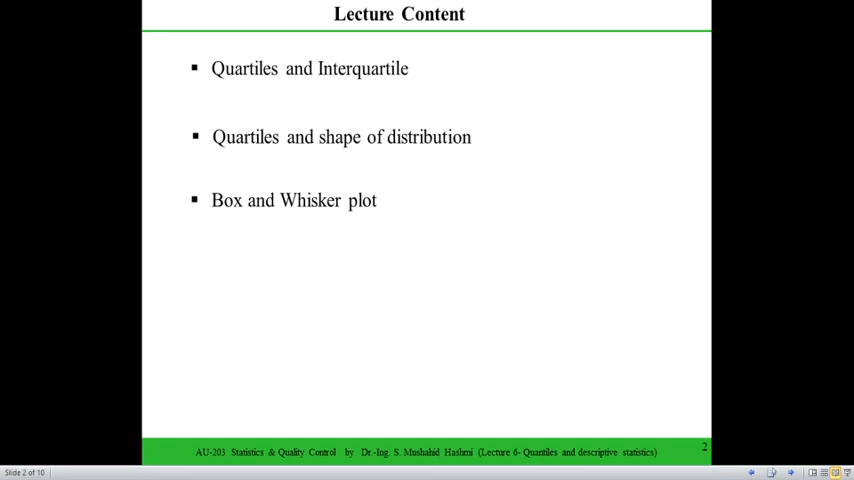 Lecture Content
▪ Quartiles and Interquartile
▪ Quartiles and shape of distribution
▪ Box and Whisker plot
2
AU-203 Statistics & Quality Control by Dr.-Ing. S. Mushahid Hashmi (Lecture 6- Quantiles and descriptive statistics)
Slide 2 of 10